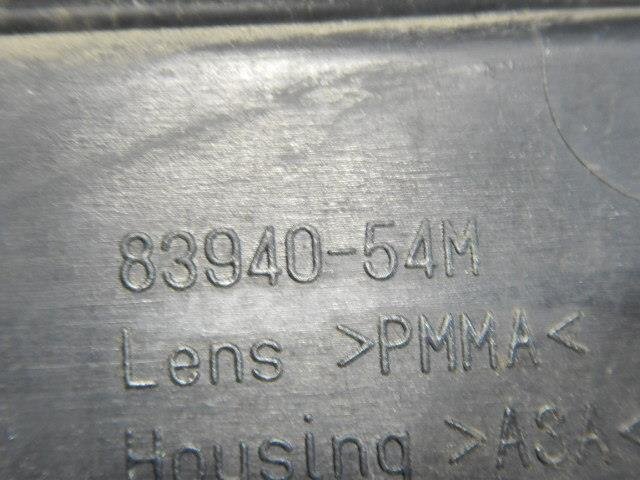 83940-54M
Lens >PMMA<
Housing >ASA<